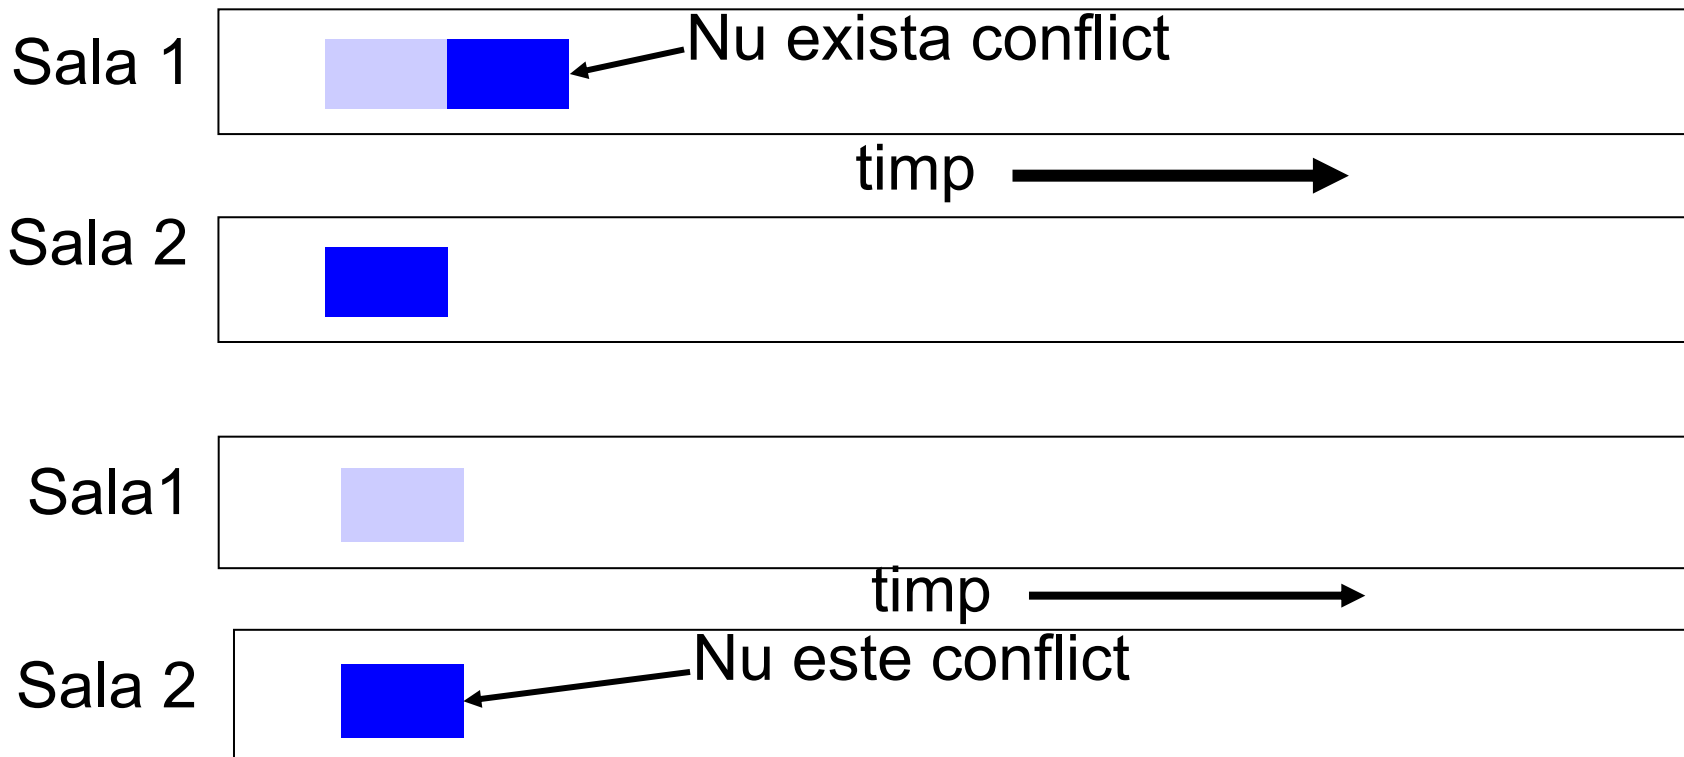 Nu exista conflict
Sala 1
timp
Sala 2
Sala1
timp
Nu este conflict
Sala 2